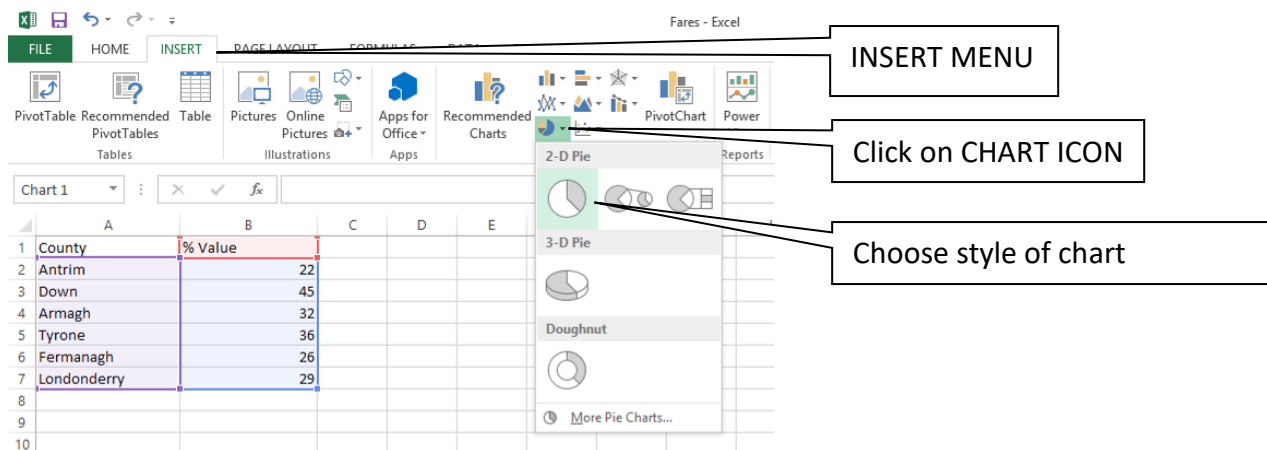 Fares - Excel
FILE HOME INSERT PAGE LAYOUT FORMULAS DATA
INSERT MENU
PivotTable Recommended PivotTables Table
Pictures Online Pictures
Apps for Office
Recommended Charts
PivotChart Power
Tables Illustrations Apps Reports
Click on CHART ICON
2-D Pie
Chart 1 fx
Choose style of chart
A B C D E
1 County % Value
2 Antrim 22
3 Down 45
4 Armagh 32
5 Tyrone 36
6 Fermanagh 26
7 Londonderry 29
8
9
10
3-D Pie
Doughnut
More Pie Charts...